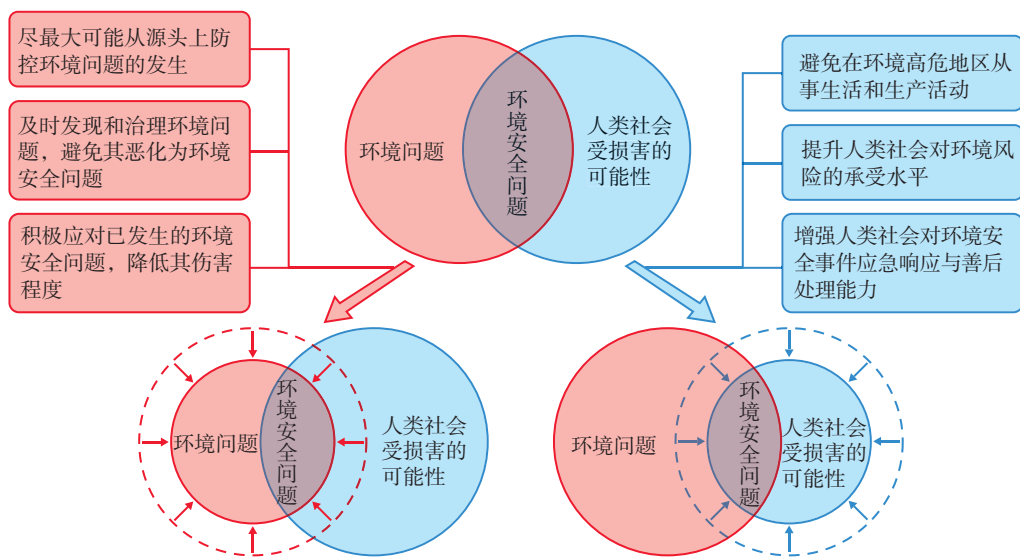 尽最大可能从源头上防
控环境问题的发生
及时发现和治理环境问
题，避免其恶化为环境
安全问题
积极应对已发生的环境
安全问题，降低其伤害
程度
环境问题
环境安全问题
人类社会
受损害的
可能性
避免在环境高危地区从
事生活和生产活动
提升人类社会对环境风
险的承受水平
增强人类社会对环境安
全事件应急响应与善后
处理能力
环境问题
环境安全问题
人类社会
受损害的
可能性
环境问题
环境安全问题
人类社会
受损害的
可能性